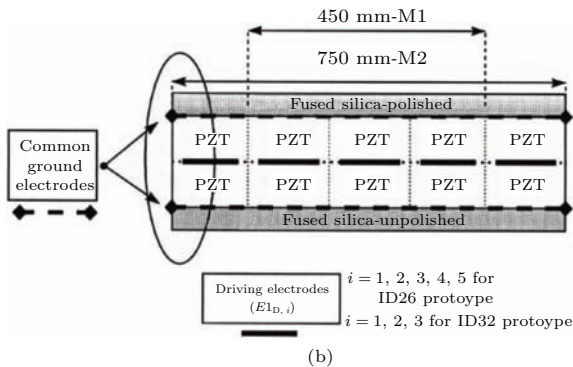 450 mm-M1
750 mm-M2
Fused silica-polished
PZT PZT PZT PZT PZT
Common
ground
electrodes
PZT PZT PZT PZT PZT
Fused silica-unpolished
Driving electrodes
(E1D, i)
i = 1, 2, 3, 4, 5 for
ID26 protoype
i = 1, 2, 3 for ID32 protoype
(b)